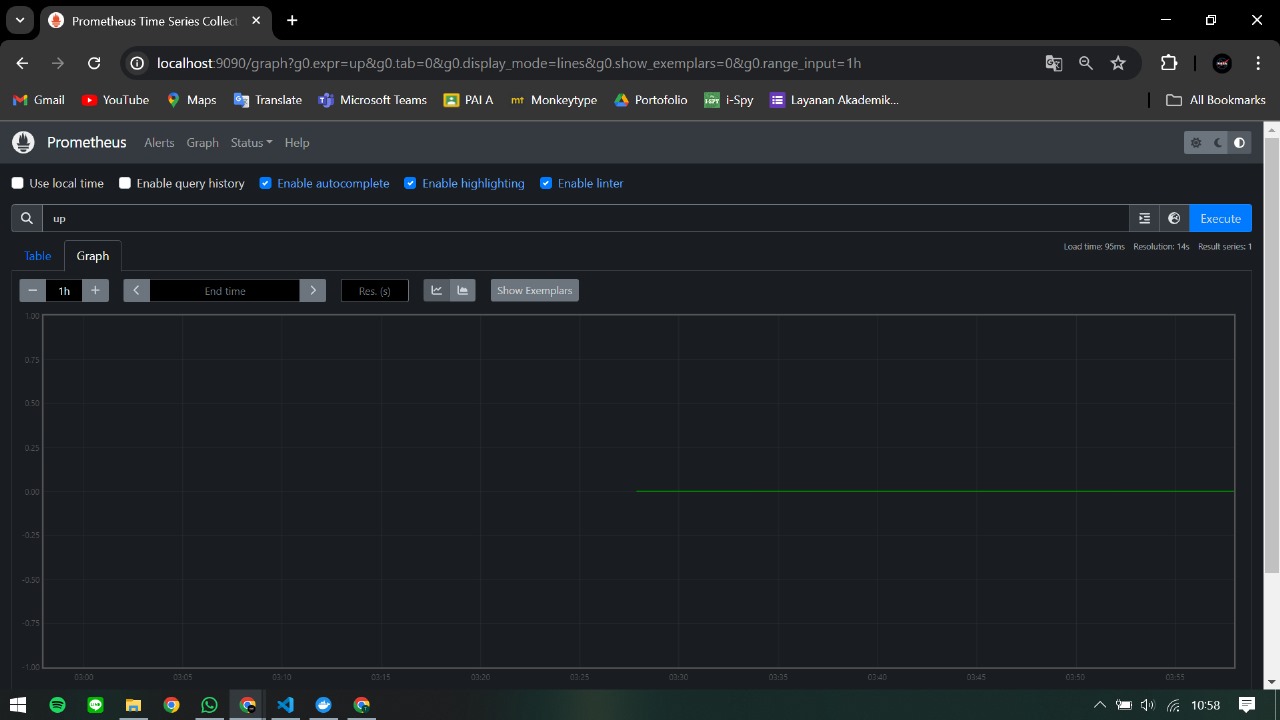 Prometheus Time Series Collect
localhost:9090/graph?g0.expr=up&g0.tab=0&g0.display_mode=lines&g0.show_exemplars=0&g0.range_input=1h
Gmail YouTube Maps Translate Microsoft Teams PAI A Monkeytype Portofolio i-Spy Layanan Akademik... All Bookmarks
Prometheus Alerts Graph Status Help
Use local time Enable query history Enable autocomplete Enable highlighting Enable linter
up Execute
Table Graph Load time: 95ms Resolution: 14s Result series: 1
1h End time Res. (s) Show Exemplars
1.00
0.75
0.50
0.25
0.00
-0.25
-0.50
-0.75
-1.00
03:00 03:05 03:10 03:15 03:20 03:25 03:30 03:35 03:40 03:45 03:50 03:55
10:58